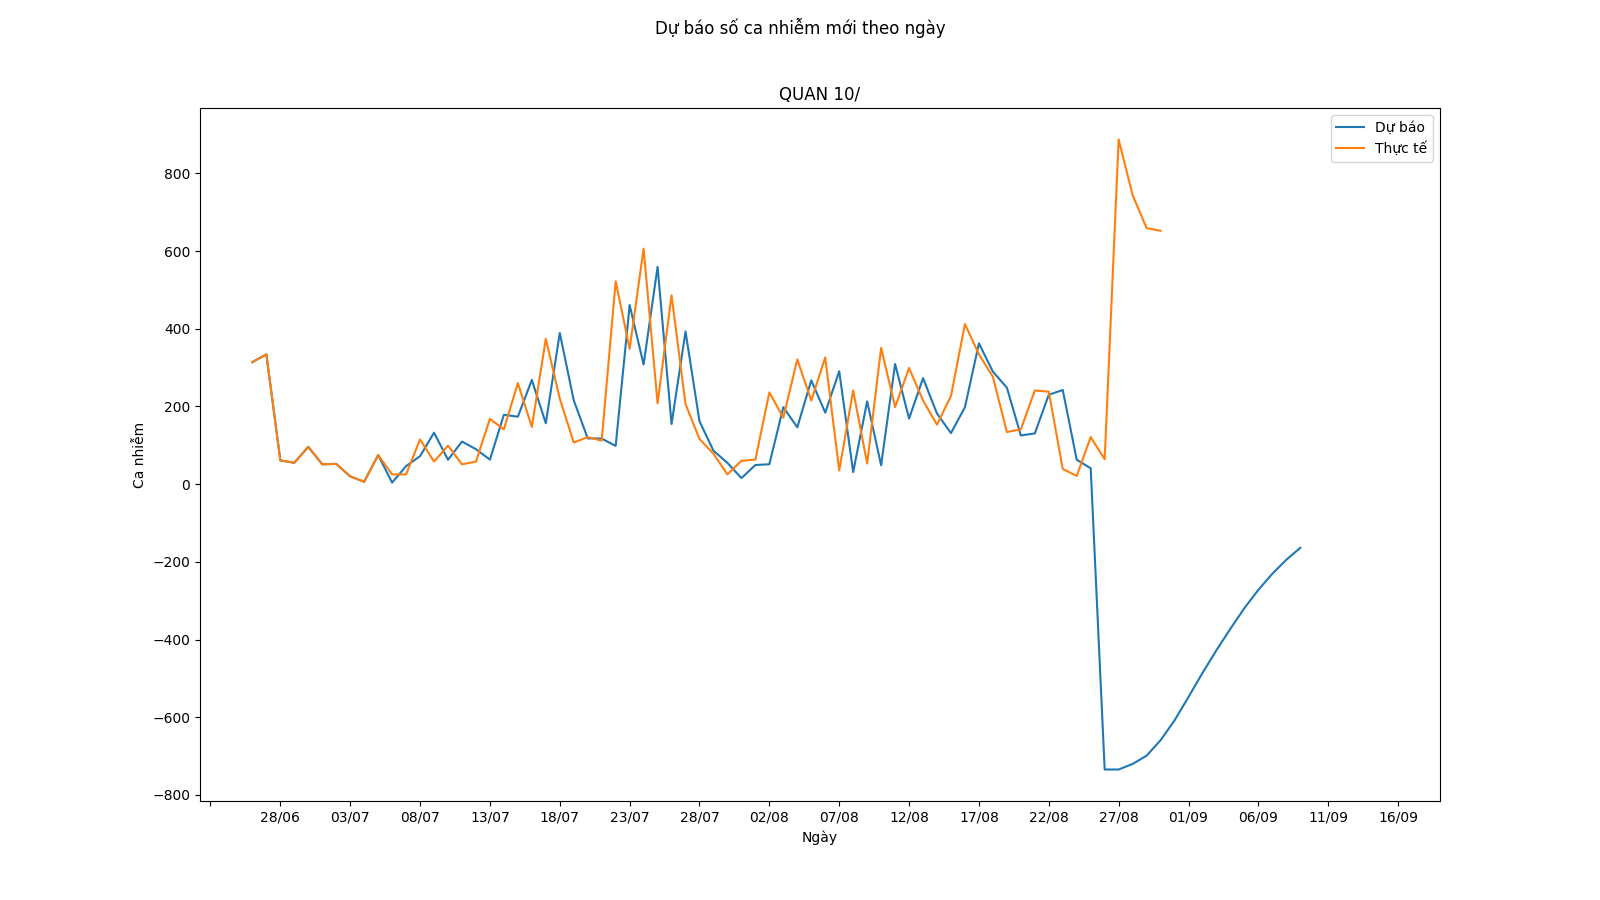 Dự báo số ca nhiễm mới theo ngày
QUAN 10/
Dự báo
Thực tế
Ca nhiễm
800
600
400
200
0
−200
−400
−600
−800
28/06 03/07 08/07 13/07 18/07 23/07 28/07 02/08 07/08 12/08 17/08 22/08 27/08 01/09 06/09 11/09 16/09
Ngày